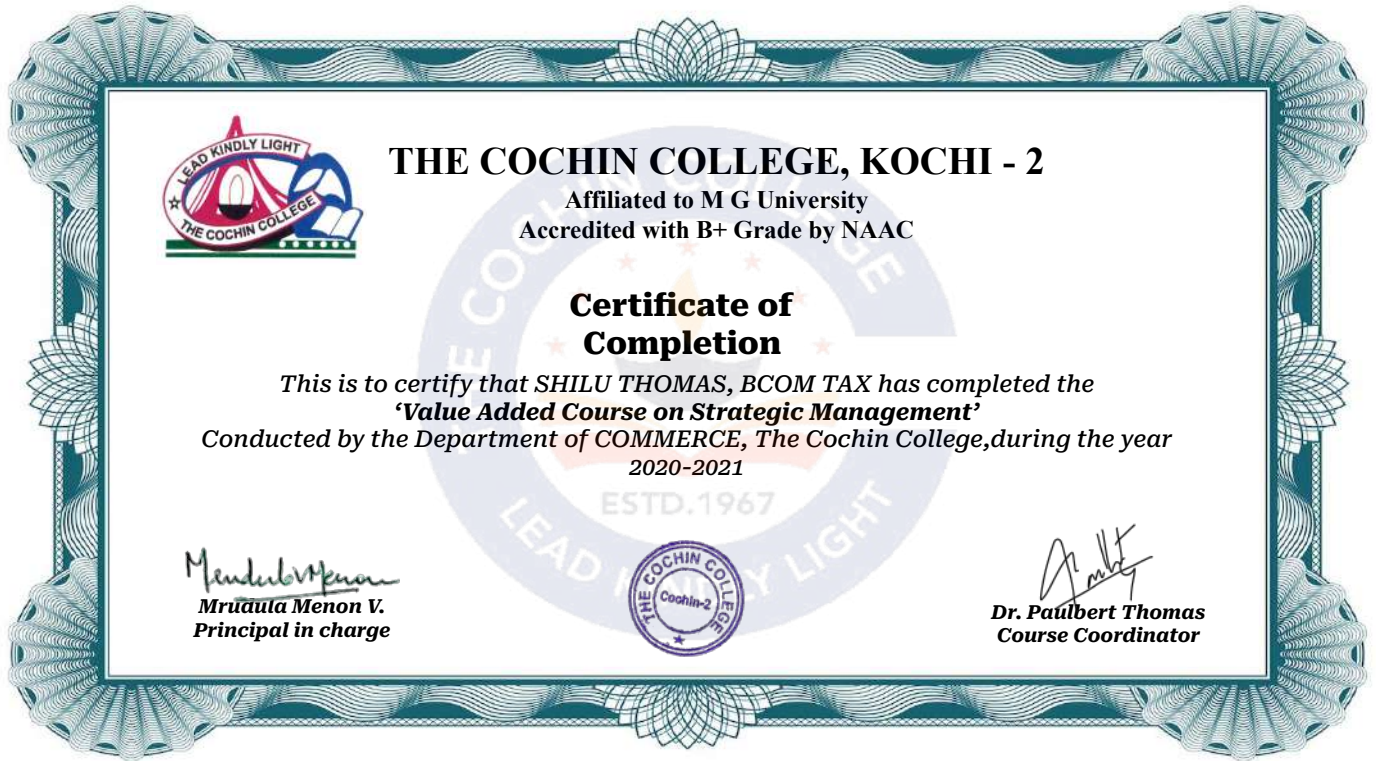 LEAD KINDLY LIGHT
THE COCHIN COLLEGE
THE COCHIN COLLEGE, KOCHI - 2
Affiliated to M G University
Accredited with B+ Grade by NAAC
THE COCHIN COLLEGE
Certificate of
Completion
This is to certify that SHILU THOMAS, BCOM TAX has completed the
‘Value Added Course on Strategic Management’
Conducted by the Department of COMMERCE, The Cochin College,during the year
2020-2021
ESTD.1967
LEAD KINDLY LIGHT
Mrudula Menon V.
Principal in charge
THE COCHIN COLLEGE
Cochin-2
Dr. Paulbert Thomas
Course Coordinator